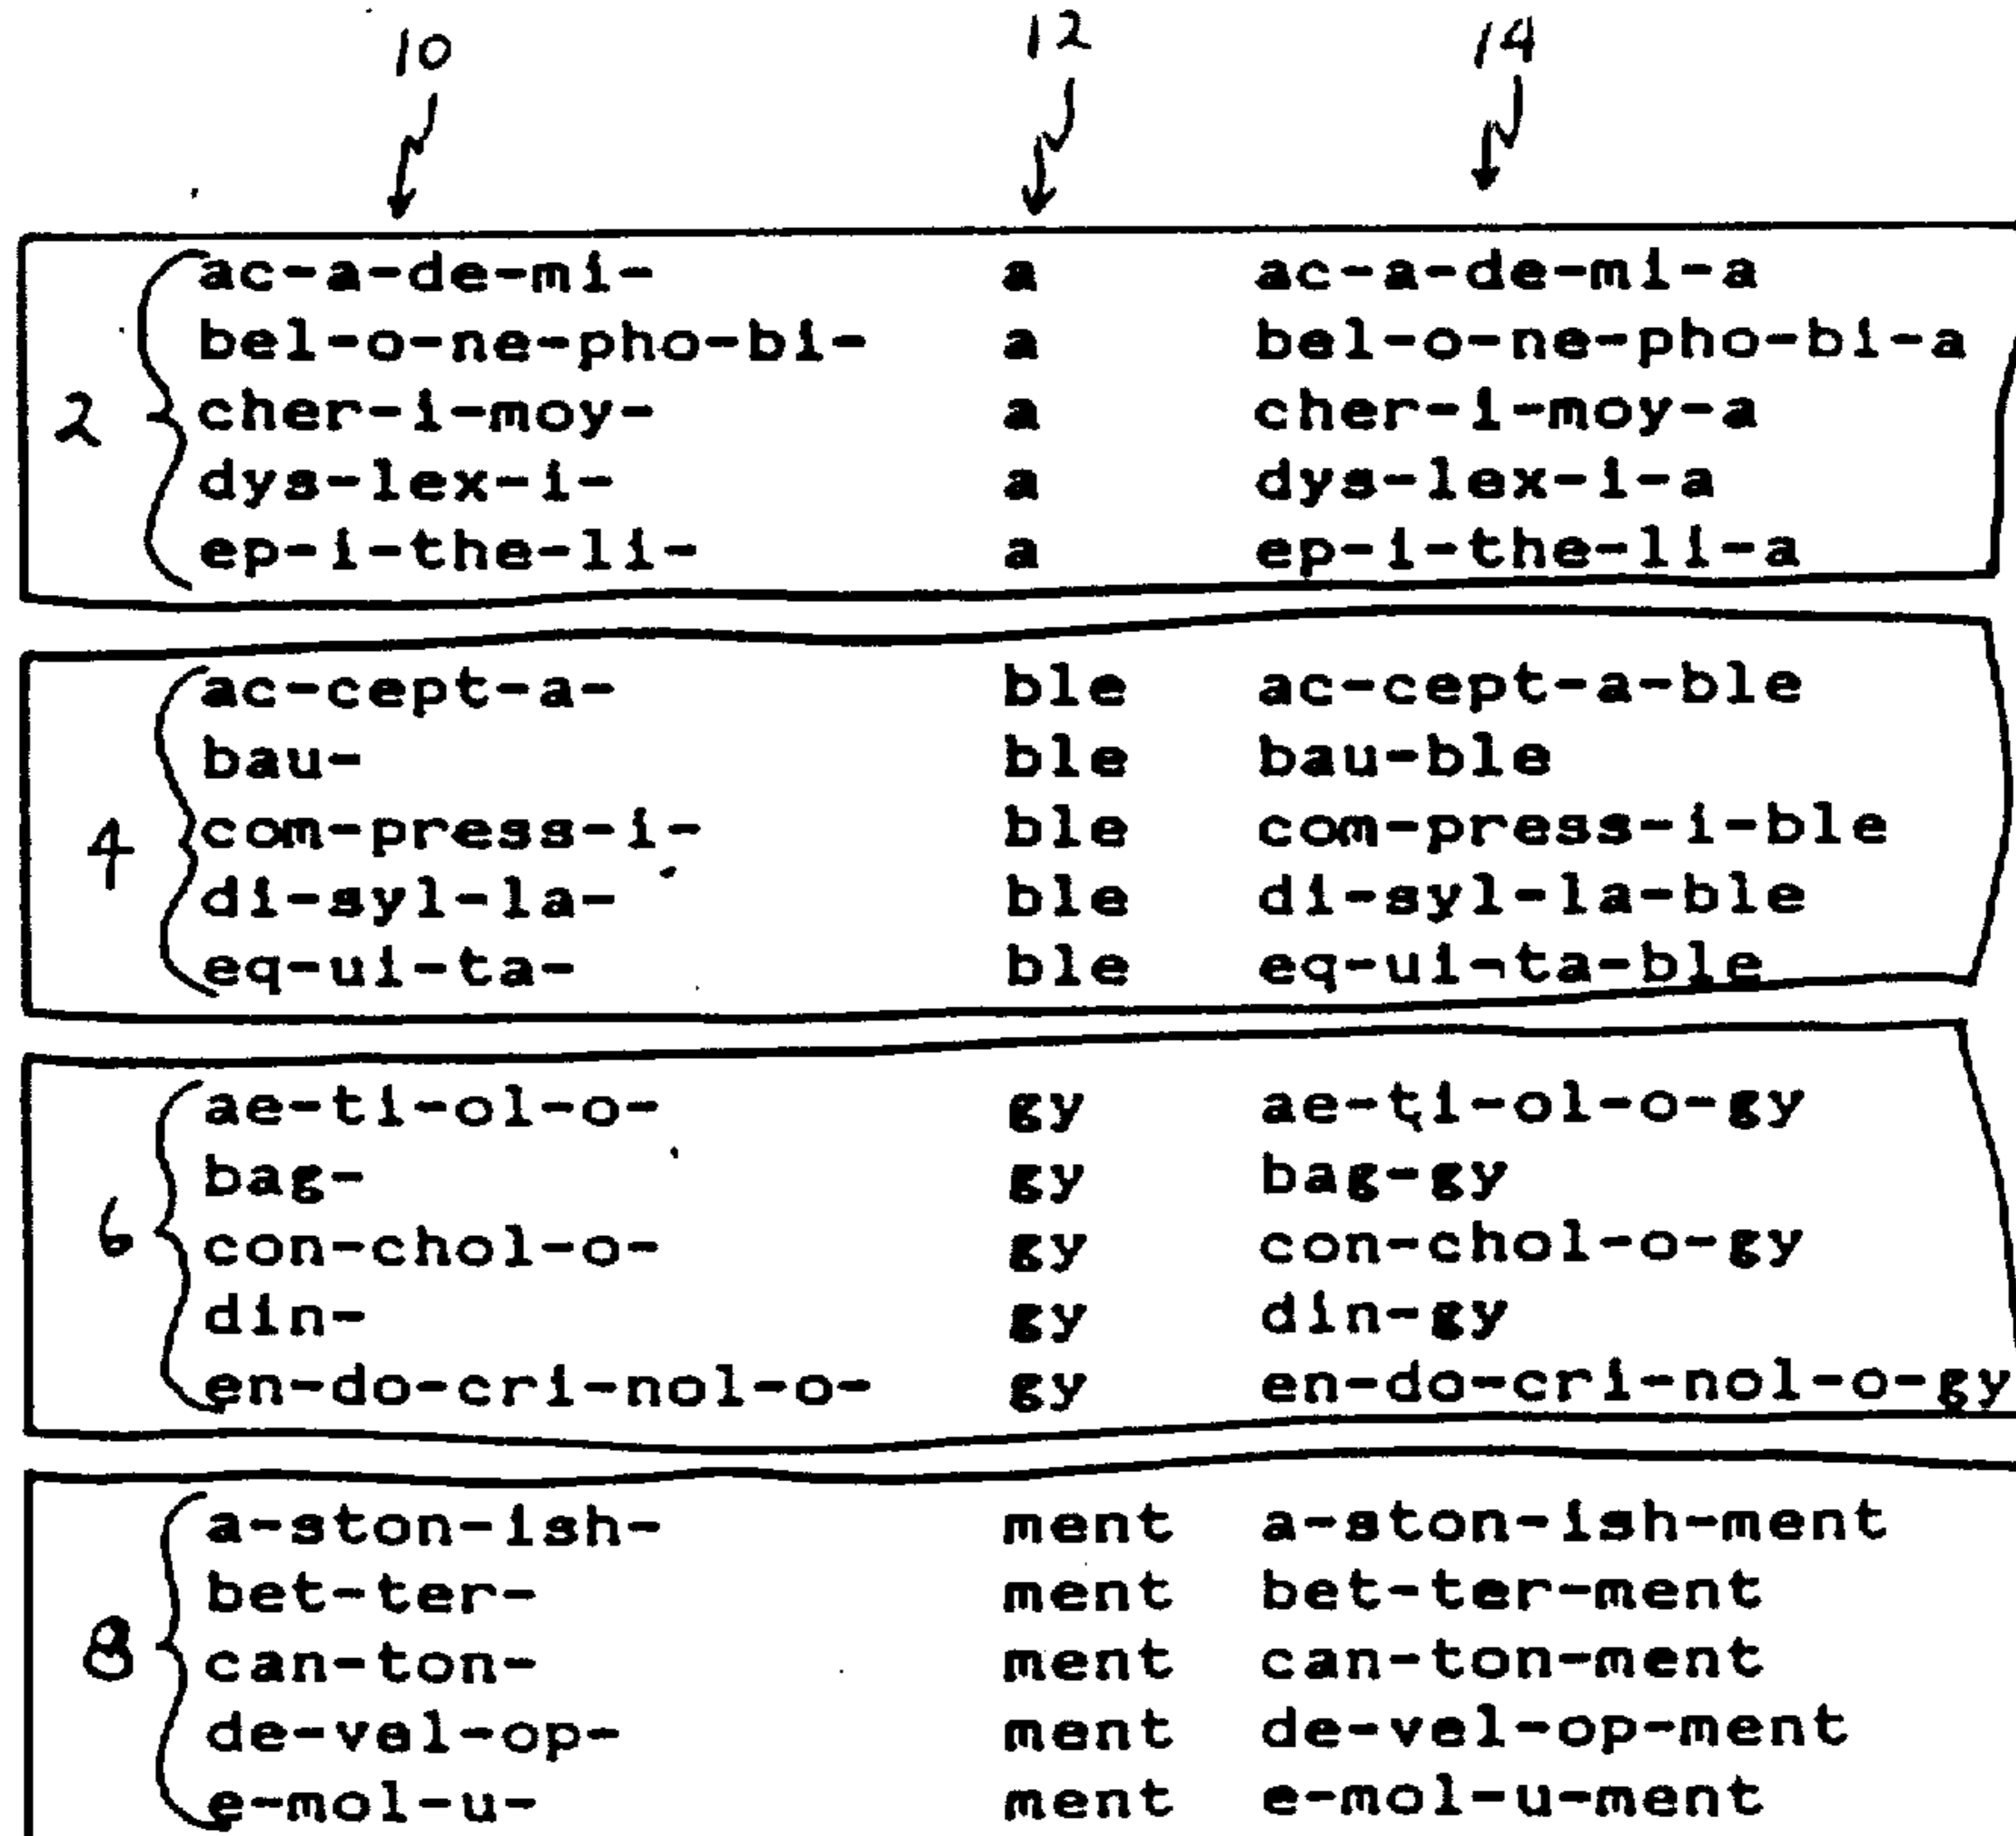 10 12 14
ac-a-de-mi- a ac-a-de-mi-a
bel-o-ne-pho-bi- a bel-o-ne-pho-bi-a
2 cher-i-moy- a cher-i-moy-a
dys-lex-i- a dys-lex-i-a
ep-i-the-li- a ep-i-the-li-a
ac-cept-a- ble ac-cept-a-ble
bau- ble bau-ble
4 com-press-i- ble com-press-i-ble
di-syl-la- ble di-syl-la-ble
eq-ui-ta- ble eq-ui-ta-ble
ae-ti-ol-o- gy ae-ti-ol-o-gy
bag- gy bag-gy
6 con-chol-o- gy con-chol-o-gy
din- gy din-gy
en-do-cri-nol-o- gy en-do-cri-nol-o-gy
a-ston-ish- ment a-ston-ish-ment
bet-ter- ment bet-ter-ment
8 can-ton- ment can-ton-ment
de-vel-op- ment de-vel-op-ment
e-mol-u- ment e-mol-u-ment